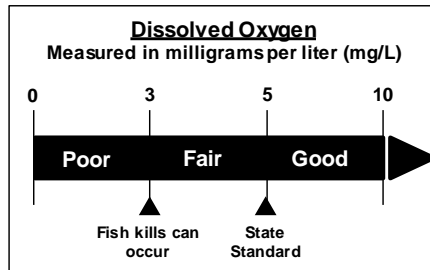 Dissolved Oxygen
Measured in milligrams per liter (mg/L)
0 3 5 10
Poor Fair Good
Fish kills can occur
State Standard